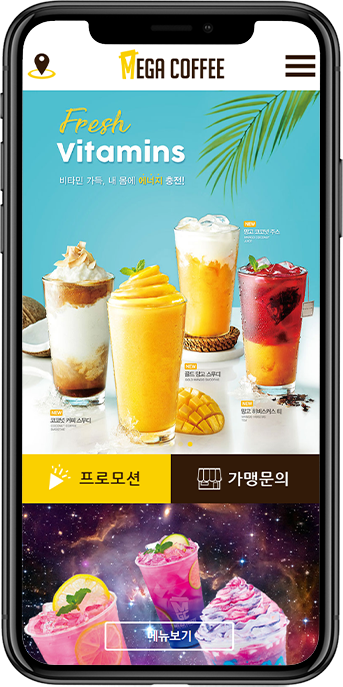 MEGA COFFEE
Fresh
Vitamins
비타민 가득, 내 몸에 에너지 충전!
NEW
망고 코코넛 주스
NEW
골드 망고 스무디
NEW
코코넛 커피 스무디
NEW
망고 히비스커스 티
프로모션
가맹문의
메뉴보기